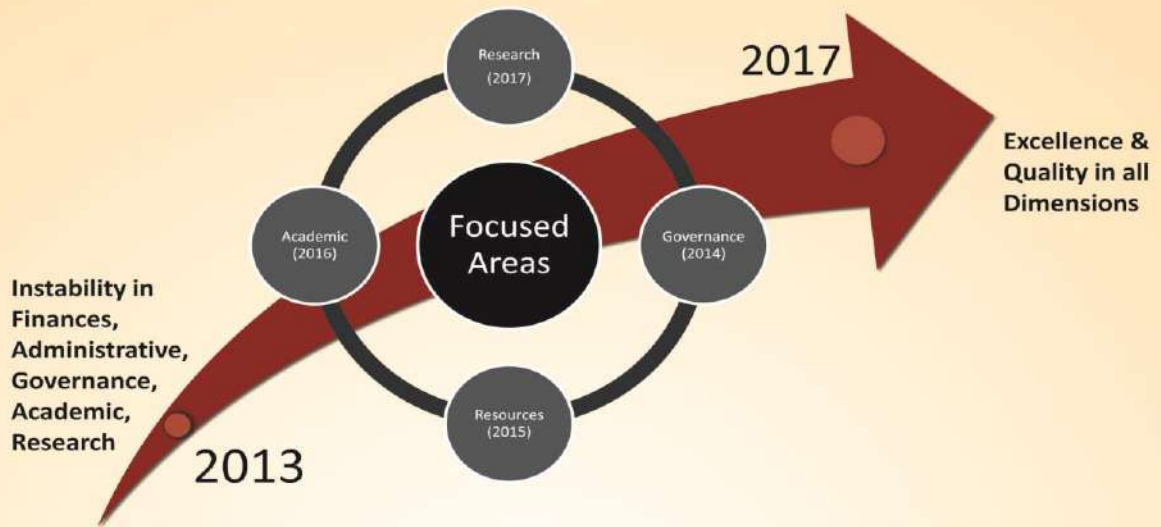 Research
(2017)
2017
Excellence &
Quality in all
Dimensions
Academic
(2016)
Focused
Areas
Governance
(2014)
Instability in
Finances,
Administrative,
Governance,
Academic,
Research
Resources
(2015)
2013